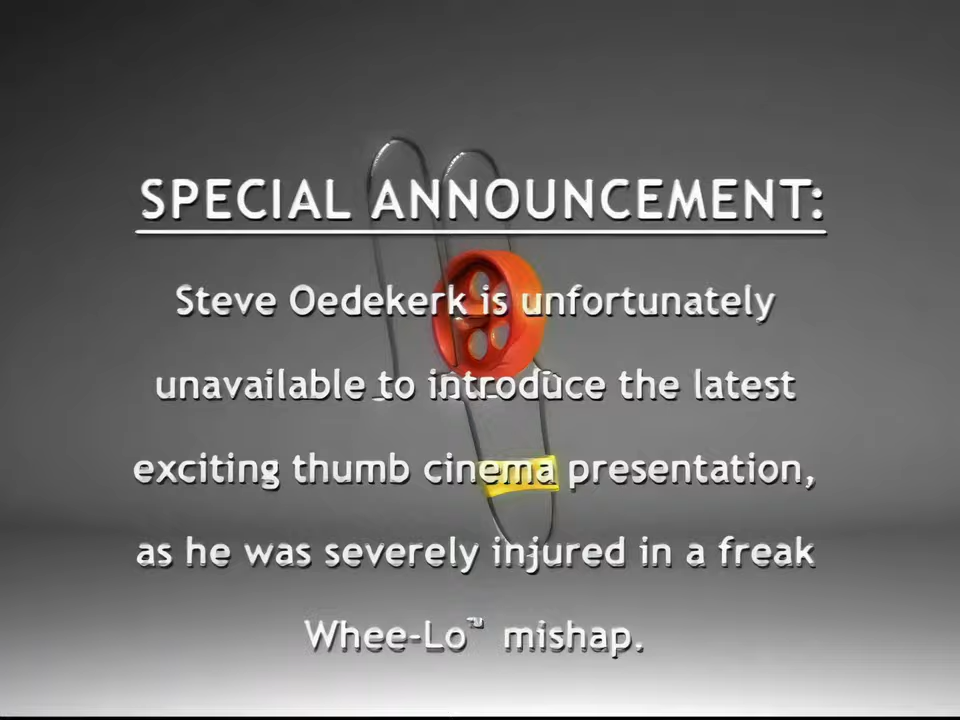 SPECIAL ANNOUNCEMENT:
Steve Oedekerk is unfortunately
unavailable to introduce the latest
exciting thumb cinema presentation,
as he was severely injured in a freak
Whee-Lo™ mishap.